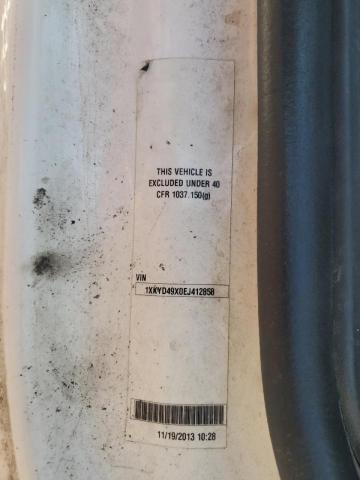 THIS VEHICLE IS
EXCLUDED UNDER 40
CFR 1037.150(g)
VIN
1XKYD49X0EJ412858
11/19/2013 10:28